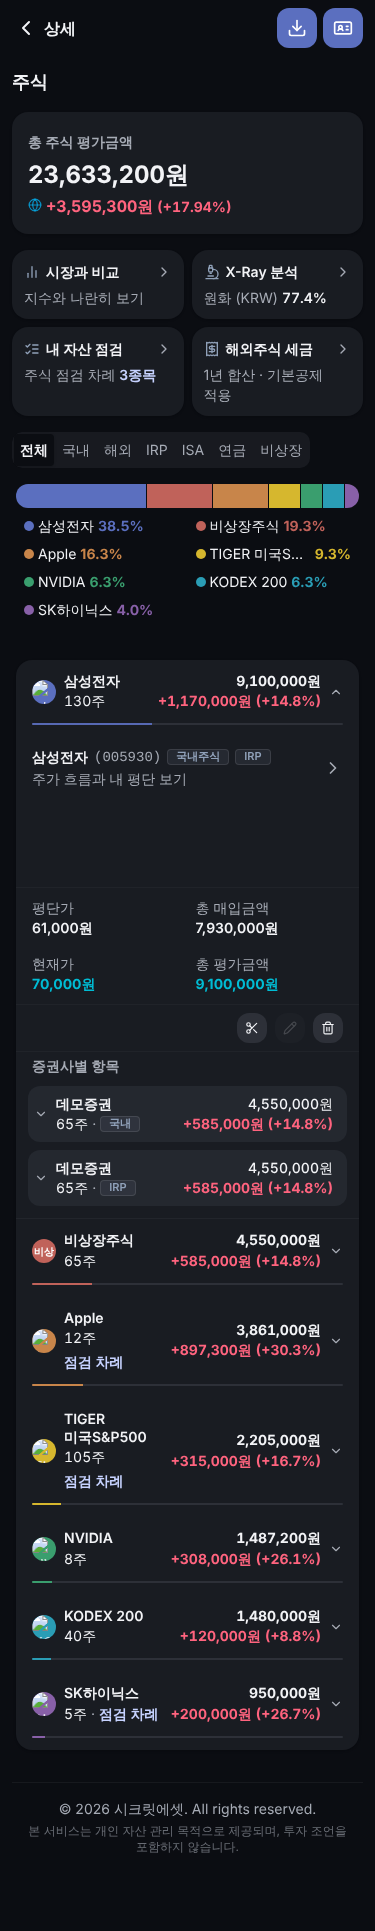 상세
주식
총 주식 평가금액
23,633,200원
+3,595,300원 (+17.94%)
시장과 비교
지수와 나란히 보기
X-Ray 분석
원화 (KRW) 77.4%
내 자산 점검
주식 점검 차례 3종목
해외주식 세금
1년 합산 · 기본공제
적용
전체 국내 해외 IRP ISA 연금 비상장
삼성전자 38.5%
비상장주식 19.3%
Apple 16.3%
TIGER 미국S... 9.3%
NVIDIA 6.3%
KODEX 200 6.3%
SK하이닉스 4.0%
삼성전자 9,100,000원
130주 +1,170,000원 (+14.8%)
삼성전자 (005930) 국내주식 IRP
주가 흐름과 내 평단 보기
평단가 총 매입금액
61,000원 7,930,000원
현재가 총 평가금액
70,000원 9,100,000원
증권사별 항목
데모증권 4,550,000원
65주 · 국내 +585,000원 (+14.8%)
데모증권 4,550,000원
65주 · IRP +585,000원 (+14.8%)
비상
비상장주식 4,550,000원
65주 +585,000원 (+14.8%)
Apple
12주
점검 차례
3,861,000원
+897,300원 (+30.3%)
TIGER
미국S&P500
105주
점검 차례
2,205,000원
+315,000원 (+16.7%)
NVIDIA 1,487,200원
8주 +308,000원 (+26.1%)
KODEX 200 1,480,000원
40주 +120,000원 (+8.8%)
SK하이닉스 950,000원
5주 · 점검 차례 +200,000원 (+26.7%)
© 2026 시크릿에셋. All rights reserved.
본 서비스는 개인 자산 관리 목적으로 제공되며, 투자 조언을
포함하지 않습니다.